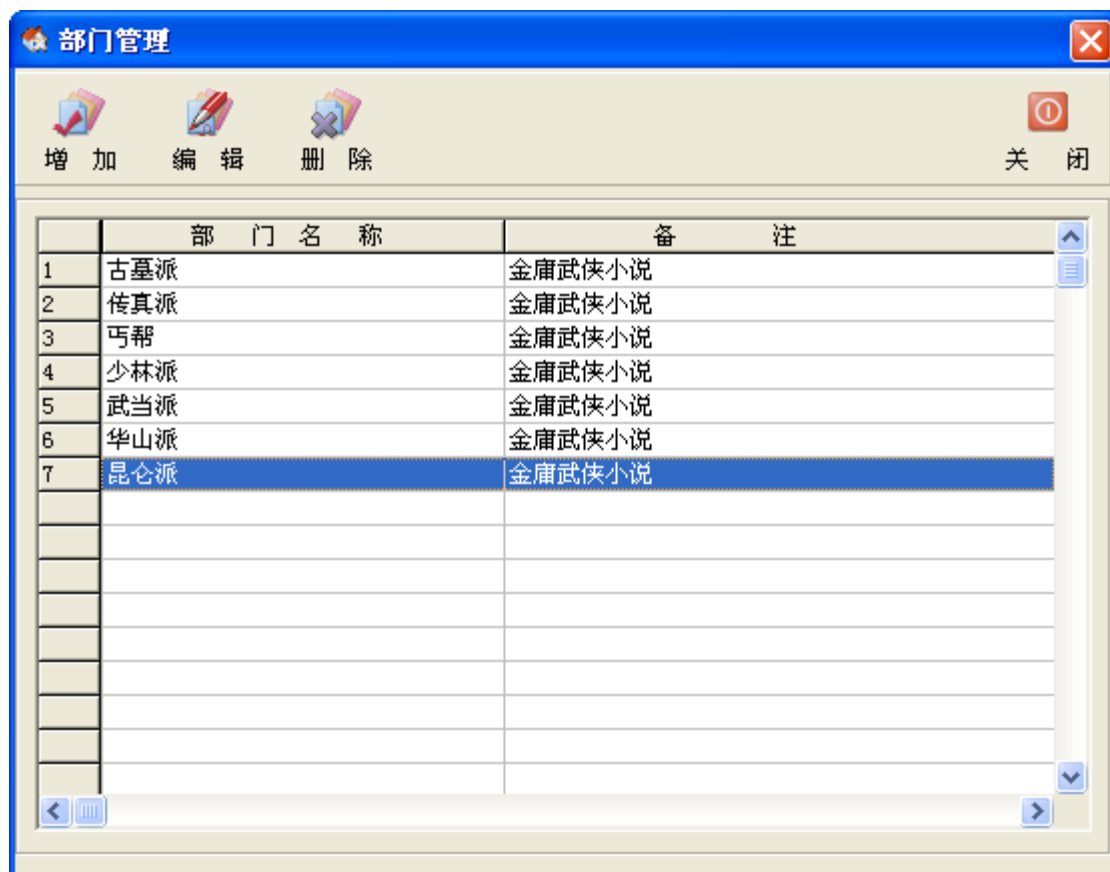 部门管理
增 加 编 辑 删 除 关 闭
部 门 名 称 备 注
1 古墓派 金庸武侠小说
2 传真派 金庸武侠小说
3 丐帮 金庸武侠小说
4 少林派 金庸武侠小说
5 武当派 金庸武侠小说
6 华山派 金庸武侠小说
7 昆仑派 金庸武侠小说